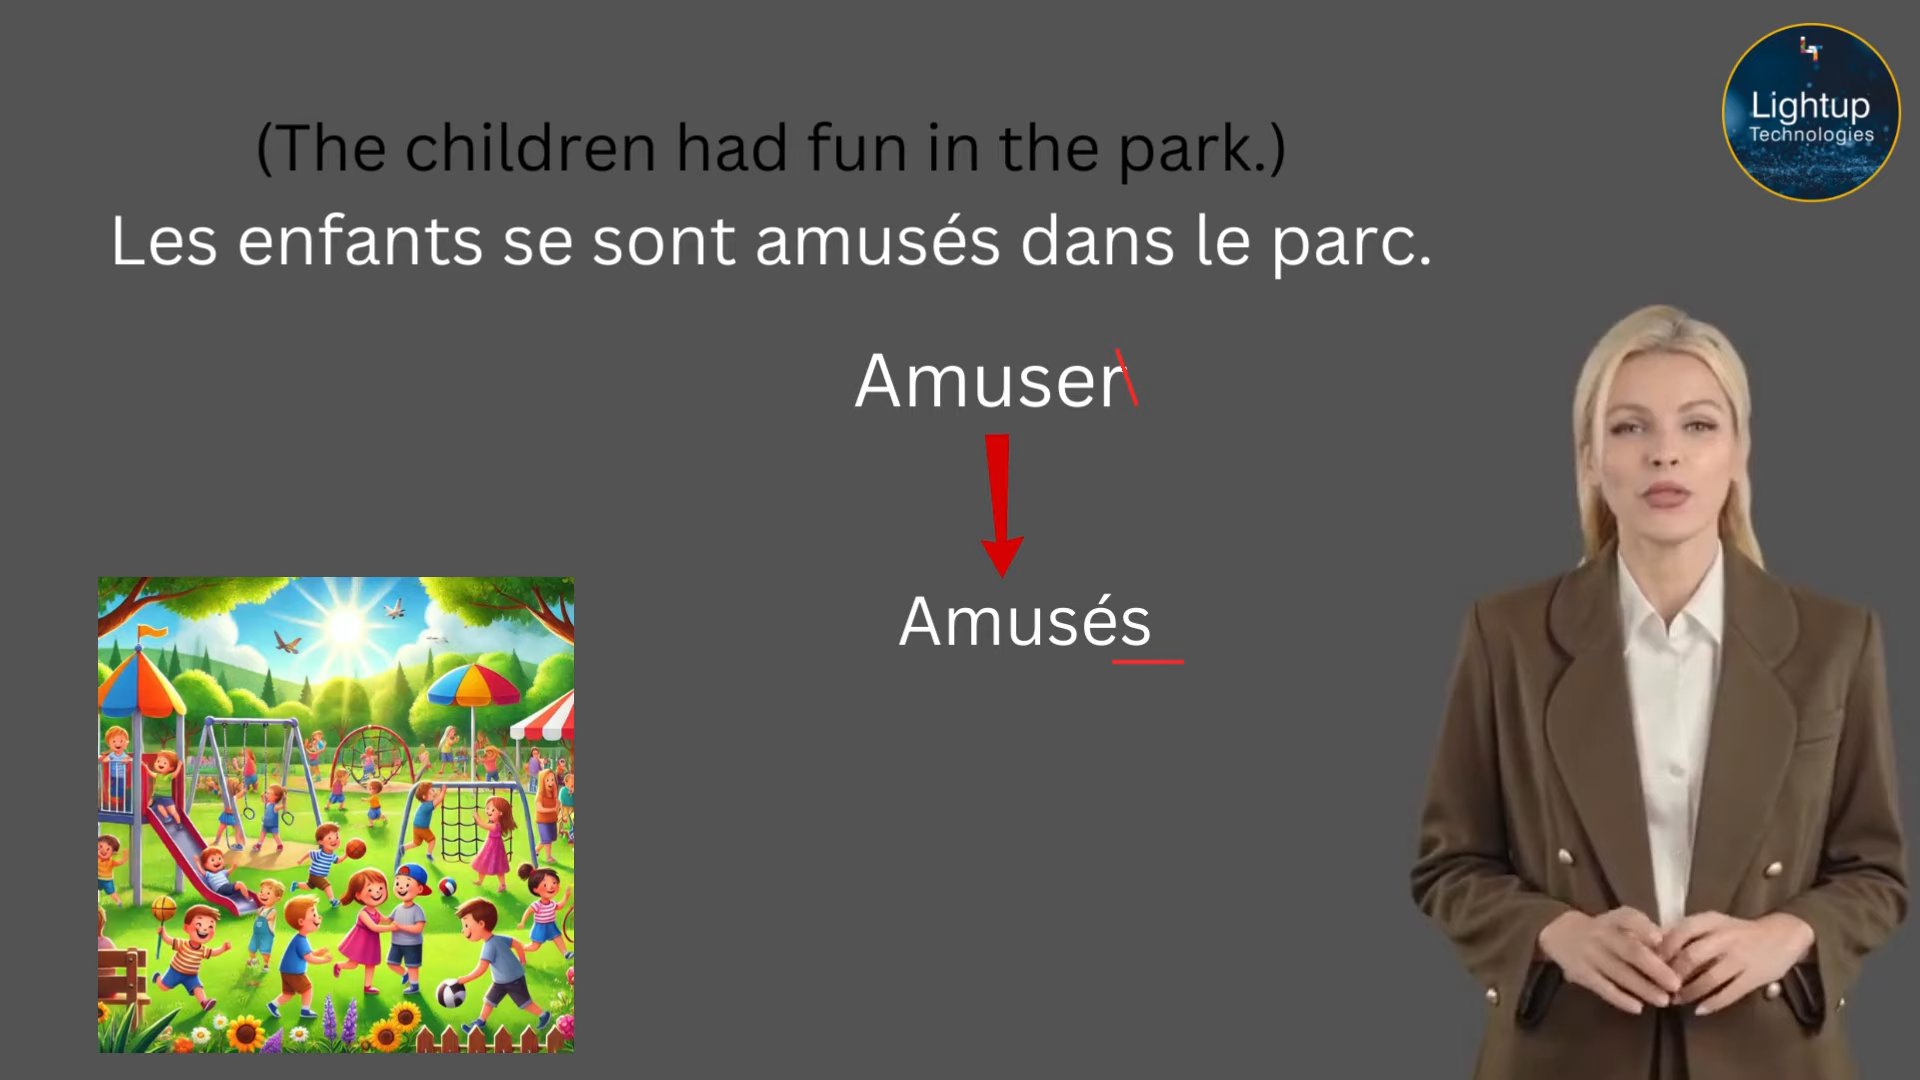 (The children had fun in the park.)
Les enfants se sont amusés dans le parc.
Amuser
Amusés
Lightup
Technologies